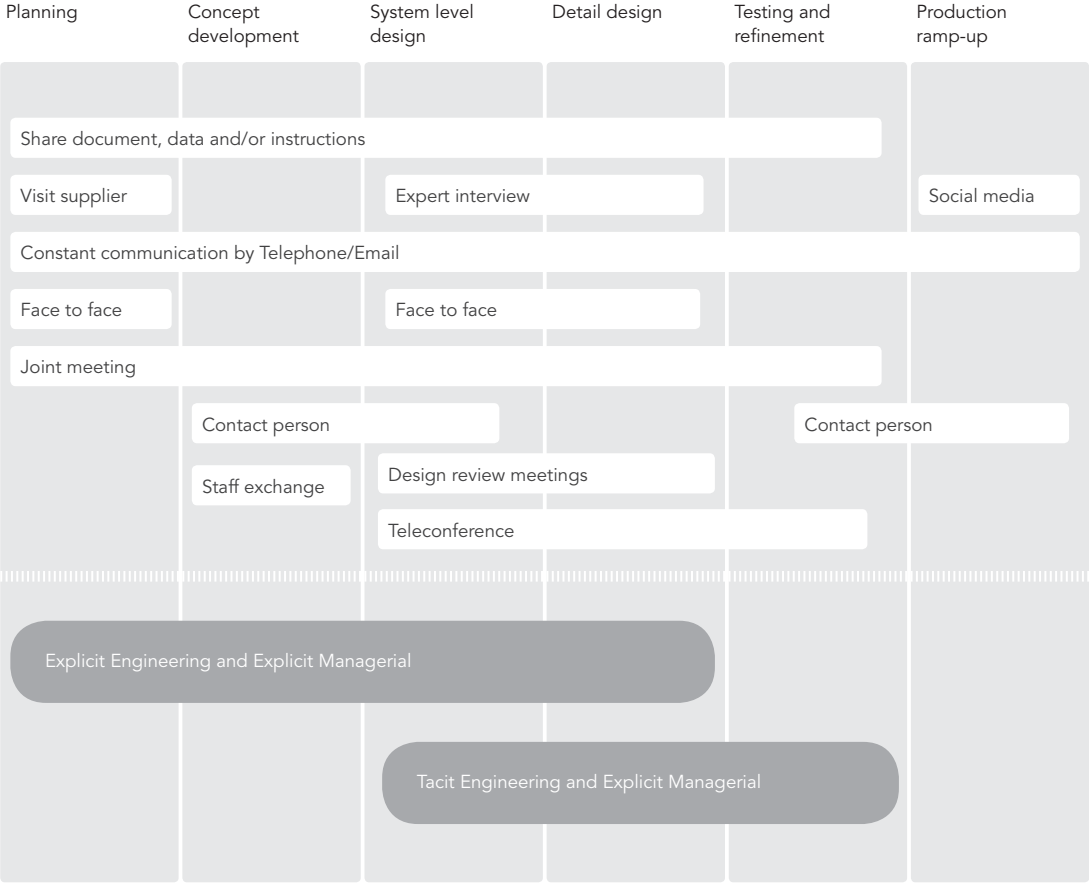 Planning
Concept
development
System level
design
Detail design
Testing and
refinement
Production
ramp-up
Share document, data and/or instructions
Visit supplier
Expert interview
Social media
Constant communication by Telephone/Email
Face to face
Face to face
Joint meeting
Contact person
Contact person
Staff exchange
Design review meetings
Teleconference
Explicit Engineering and Explicit Managerial
Tacit Engineering and Explicit Managerial